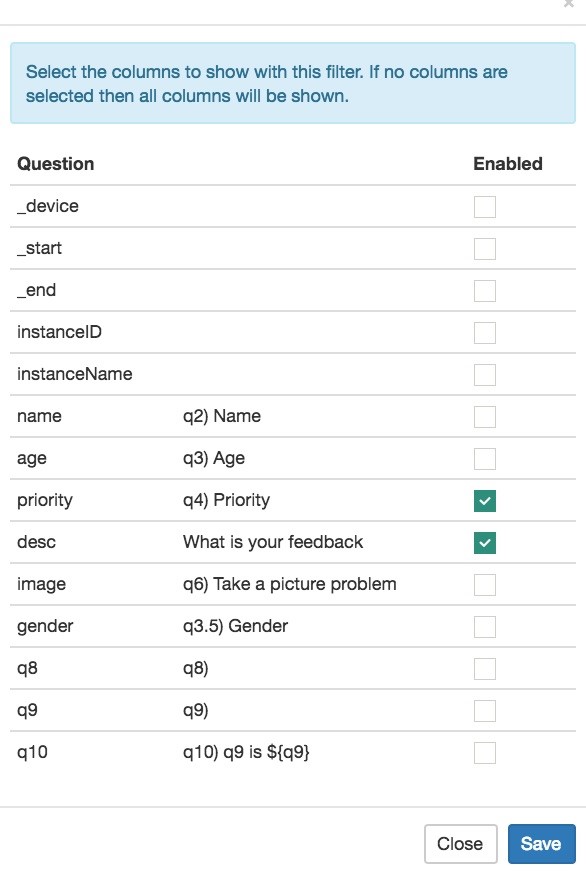 ×
Select the columns to show with this filter. If no columns are
selected then all columns will be shown.
Question Enabled
_device
_start
_end
instanceID
instanceName
name q2) Name
age q3) Age
priority q4) Priority
desc What is your feedback
image q6) Take a picture problem
gender q3.5) Gender
q8 q8)
q9 q9)
q10 q10) q9 is ${q9}
Close Save